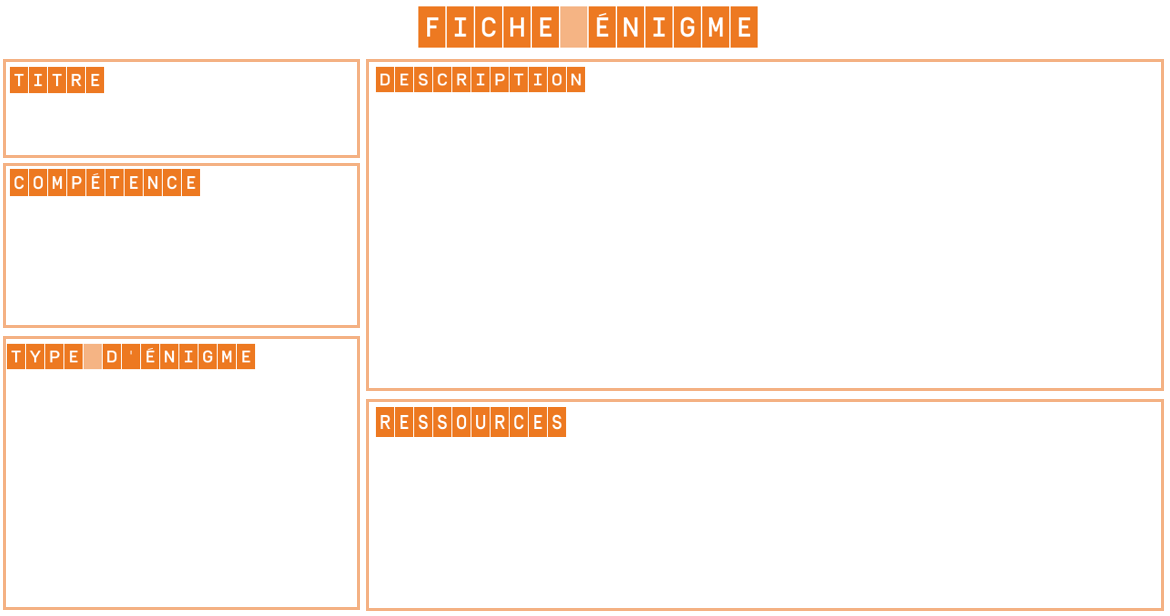 FICHE ÉNIGME
TITRE
COMPÉTENCE
TYPE D'ÉNIGME
DESCRIPTION
RESSOURCES